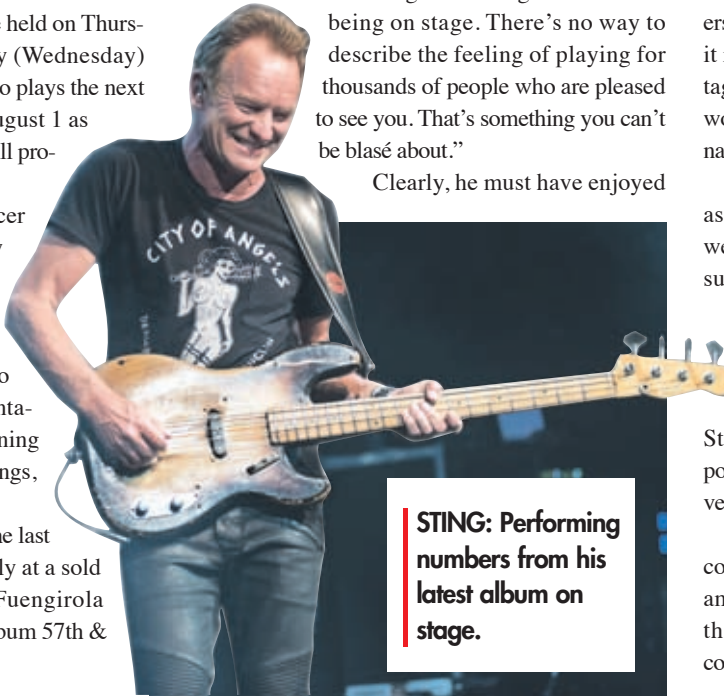 held on Thurs-
y (Wednesday)
o plays the next
ugust 1 as
ll pro-
cer
o
nta-
ning
ngs,
ne last
ly at a sold
Fuengirola
bum 57th &
being on stage. There's no way to
describe the feeling of playing for
thousands of people who are pleased
to see you. That's something you can't
be blasé about.”
Clearly, he must have enjoyed
CITY OF ANGELS
STING: Performing
numbers from his
latest album on
stage.
ers
it
tag
wo
na
as
we
su
St
po
ve
co
an
th
co